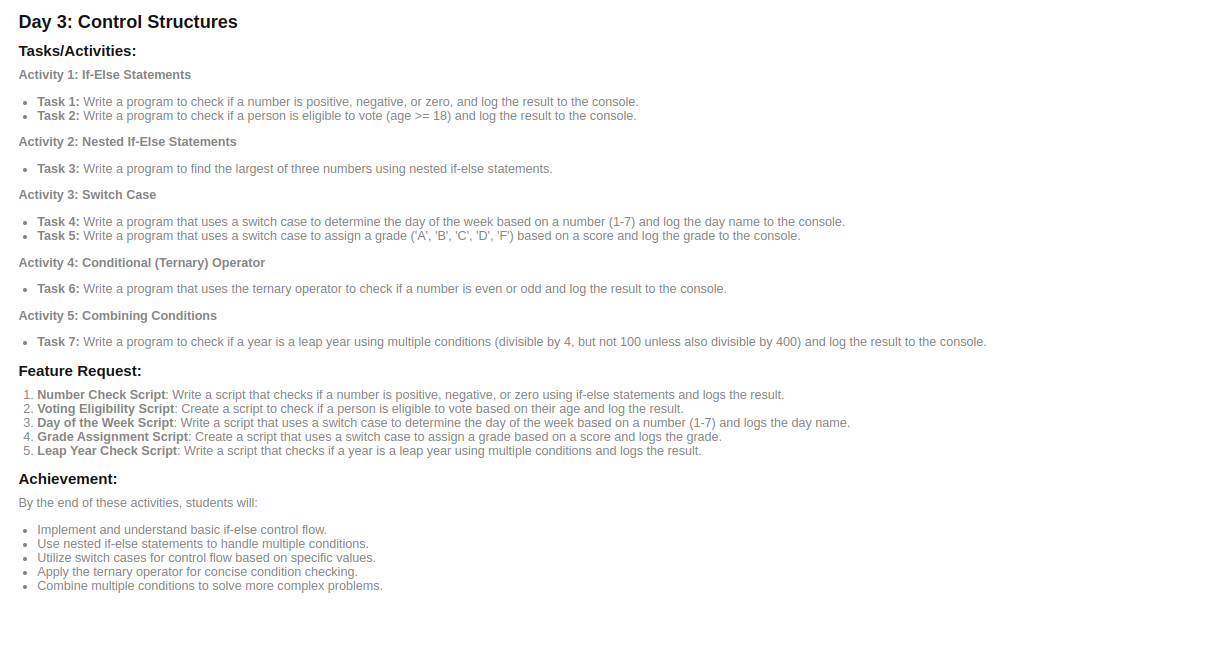 Day 3: Control Structures
Tasks/Activities:
Activity 1: If-Else Statements
• Task 1: Write a program to check if a number is positive, negative, or zero, and log the result to the console.
• Task 2: Write a program to check if a person is eligible to vote (age >= 18) and log the result to the console.
Activity 2: Nested If-Else Statements
• Task 3: Write a program to find the largest of three numbers using nested if-else statements.
Activity 3: Switch Case
• Task 4: Write a program that uses a switch case to determine the day of the week based on a number (1-7) and log the day name to the console.
• Task 5: Write a program that uses a switch case to assign a grade ('A', 'B', 'C', 'D', 'F') based on a score and log the grade to the console.
Activity 4: Conditional (Ternary) Operator
• Task 6: Write a program that uses the ternary operator to check if a number is even or odd and log the result to the console.
Activity 5: Combining Conditions
• Task 7: Write a program to check if a year is a leap year using multiple conditions (divisible by 4, but not 100 unless also divisible by 400) and log the result to the console.
Feature Request:
1. Number Check Script: Write a script that checks if a number is positive, negative, or zero using if-else statements and logs the result.
2. Voting Eligibility Script: Create a script to check if a person is eligible to vote based on their age and log the result.
3. Day of the Week Script: Write a script that uses a switch case to determine the day of the week based on a number (1-7) and logs the day name.
4. Grade Assignment Script: Create a script that uses a switch case to assign a grade based on a score and logs the grade.
5. Leap Year Check Script: Write a script that checks if a year is a leap year using multiple conditions and logs the result.
Achievement:
By the end of these activities, students will:
• Implement and understand basic if-else control flow.
• Use nested if-else statements to handle multiple conditions.
• Utilize switch cases for control flow based on specific values.
• Apply the ternary operator for concise condition checking.
• Combine multiple conditions to solve more complex problems.